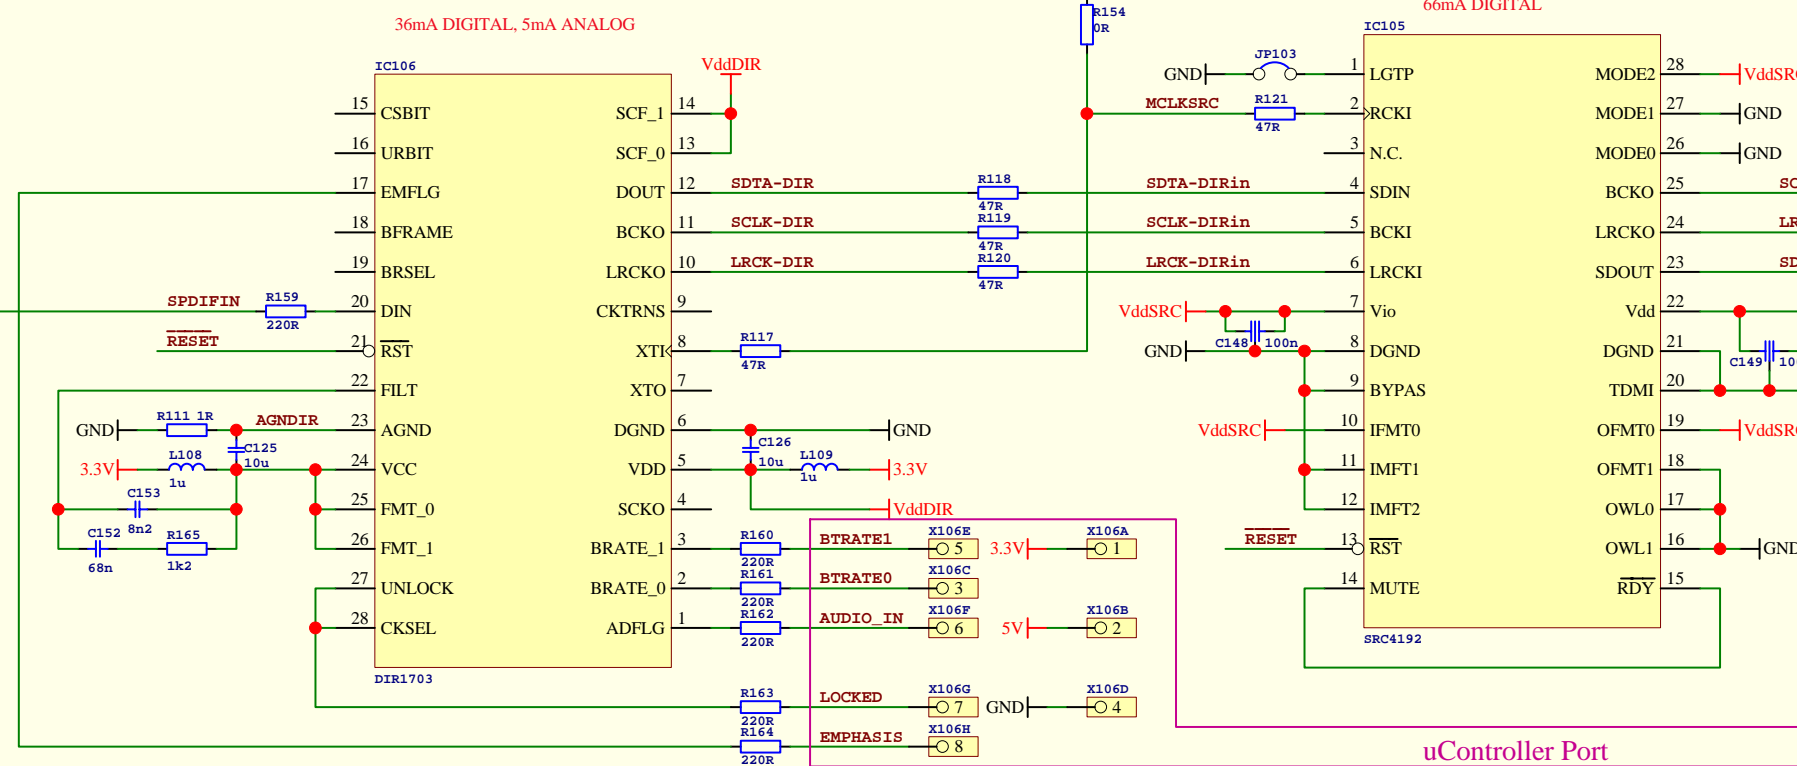 36mA DIGITAL, 5mA ANALOG
66mA DIGITAL
R154
0R
IC106
VddDIR
15 CSBIT
16 URBIT
17 EMFLG
18 BFRAME
19 BRSEL
20 DIN
21 RST
22 FILT
23 AGND
24 VCC
25 FMT_0
26 FMT_1
27 UNLOCK
28 CKSEL
SCF_1 14
SCF_0 13
DOUT 12
BCKO 11
LRCKO 10
CKTRNS 9
XTI 8
XTO 7
DGND 6
VDD 5
SCKO 4
BRATE_1 3
BRATE_0 2
ADFLG 1
DIR1703
SPDIFIN
R159
220R
RESET
GND
R111 1R
AGNDIR
C125
10u
3.3V
L108
1u
C153
8n2
C152
68n
R165
1k2
SDTA-DIR
R118
47R
SDTA-DIRin
SCLK-DIR
R119
47R
SCLK-DIRin
LRCK-DIR
R120
47R
LRCK-DIRin
R117
47R
GND
C126
10u
L109
1u
3.3V
VddDIR
R160
220R
BTRATE1
X106E
5
R161
220R
BTRATE0
X106C
3
R162
220R
AUDIO_IN
X106F
6
R163
220R
LOCKED
X106G
7
R164
220R
EMPHASIS
X106H
8
3.3V
X106A
1
5V
X106B
2
GND
X106D
4
uController Port
IC105
GND
JP103
MCLKSRC
R121
47R
VddSRC
C148
100n
GND
VddSRC
RESET
1 LGTP
2 RCKI
3 N.C.
4 SDIN
5 BCKI
6 LRCKI
7 Vio
8 DGND
9 BYPAS
10 IFMT0
11 IMFT1
12 IMFT2
13 RST
14 MUTE
MODE2 28
MODE1 27
MODE0 26
BCKO 25
LRCKO 24
SDOUT 23
Vdd 22
DGND 21
TDMI 20
OFMT0 19
OFMT1 18
OWL0 17
OWL1 16
RDY 15
SRC4192
VddSR
GND
GND
SC
LR
SD
C149
10
VddSR
GND